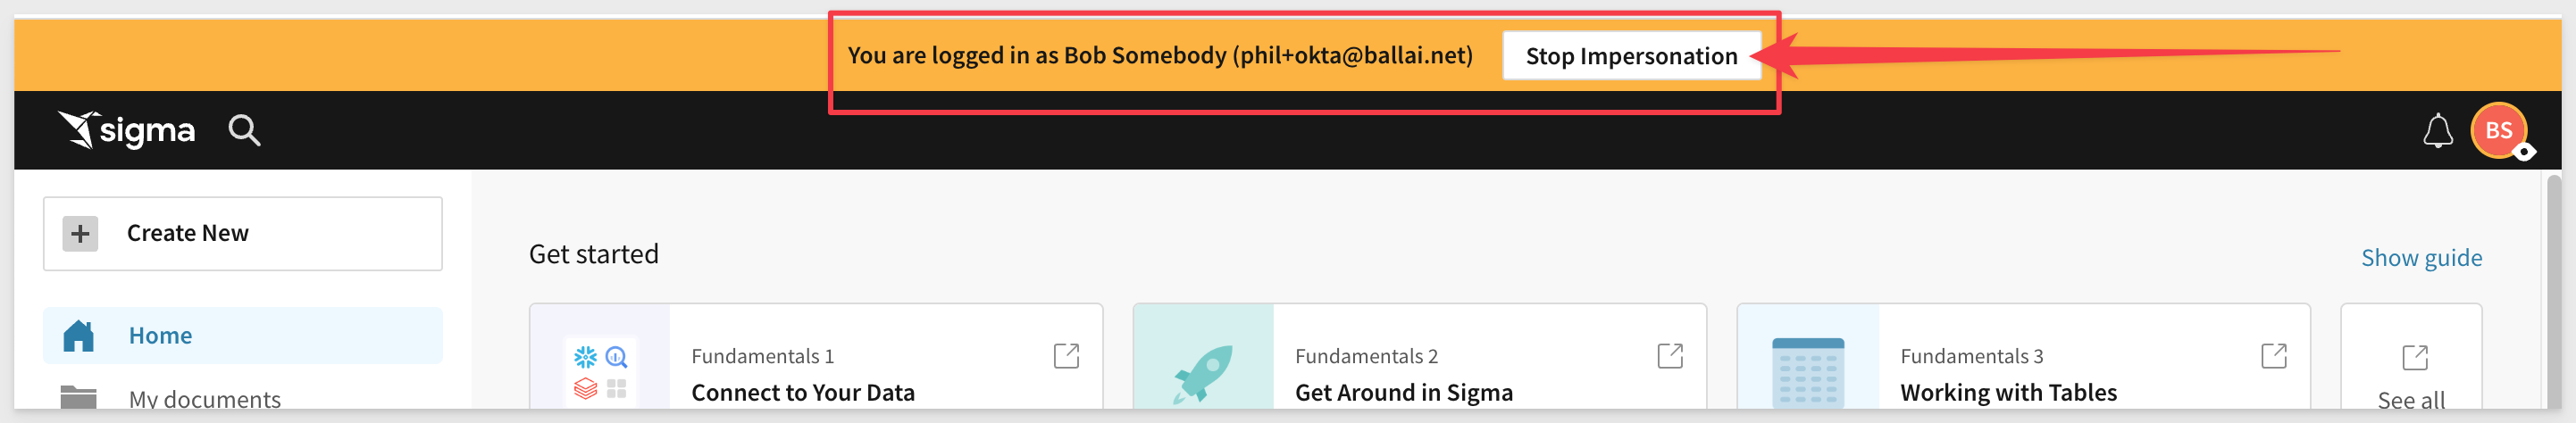 You are logged in as Bob Somebody (phil+okta@ballai.net)
Stop Impersonation
sigma
BS
Create New
Get started
Show guide
Home
My documents
Fundamentals 1
Connect to Your Data
Fundamentals 2
Get Around in Sigma
Fundamentals 3
Working with Tables
See all